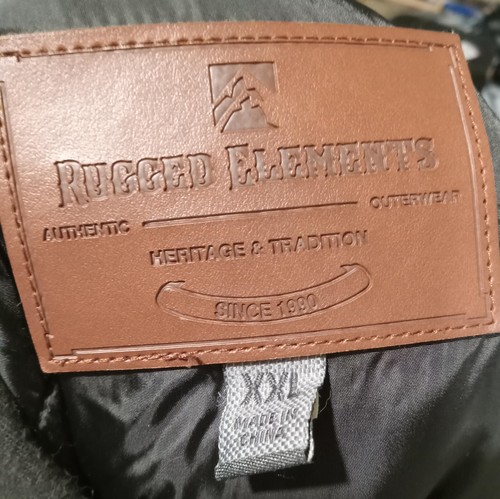 RUGGED ELEMENTS
AUTHENTIC OUTERWEAR
HERITAGE & TRADITION
SINCE 1990
XXL
MADE IN
CHINA